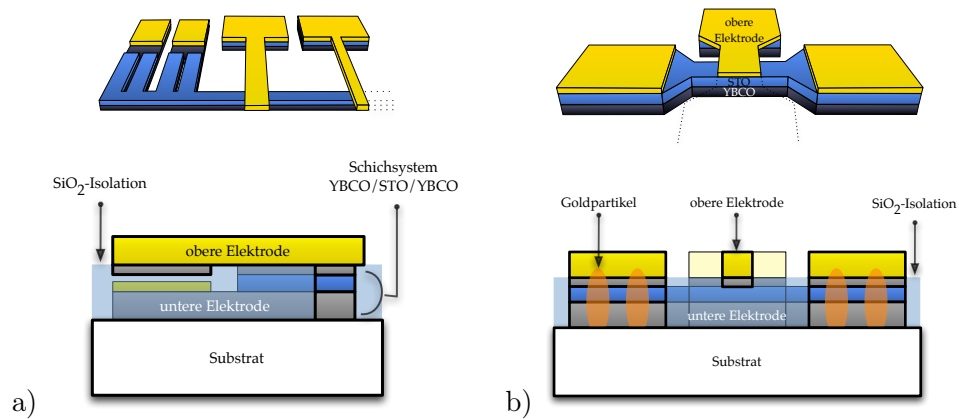 obere
Elektrode
STO
YBCO
SiO2-Isolation
Schichsystem
YBCO/STO/YBCO
obere Elektrode
untere Elektrode
Substrat
a)
Goldpartikel
obere Elektrode
SiO2-Isolation
untere Elektrode
Substrat
b)